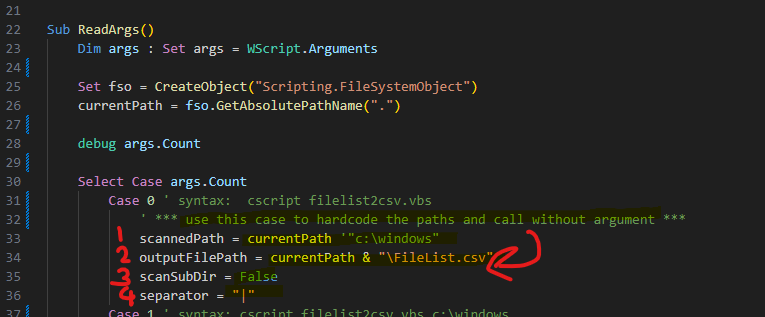 21
22 Sub ReadArgs()
23 Dim args : Set args = WScript.Arguments
24
25 Set fso = CreateObject("Scripting.FileSystemObject")
26 currentPath = fso.GetAbsolutePathName(".")
27
28 debug args.Count
29
30 Select Case args.Count
31 Case 0 ' syntax:  cscript filelist2csv.vbs
32 ' *** use this case to hardcode the paths and call without argument ***
33 1 scannedPath = currentPath '"c:\windows"
34 2 outputFilePath = currentPath & "\FileList.csv"
35 3 scanSubDir = False
36 4 separator = "|"
37 Case 1 ' syntax: cscript filelist2csv.vbs c:\windows